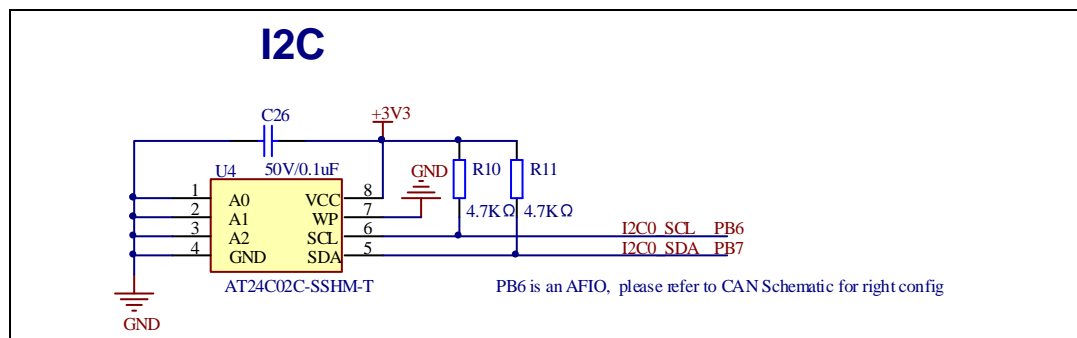 I2C
+3V3
C26
50V/0.1uF
U4
GND
R10
R11
4.7KΩ
4.7KΩ
1 A0 VCC 8
2 A1 WP 7
3 A2 SCL 6
4 GND SDA 5
I2C0_SCL PB6
I2C0_SDA PB7
AT24C02C-SSHM-T
PB6 is an AFIO, please refer to CAN Schematic for right config
GND